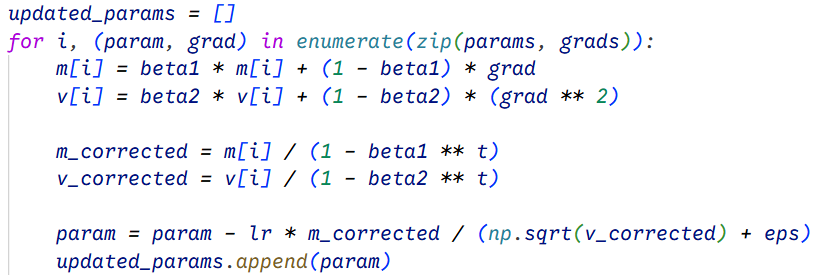 updated_params = []
for i, (param, grad) in enumerate(zip(params, grads)):
    m[i] = beta1 * m[i] + (1 - beta1) * grad
    v[i] = beta2 * v[i] + (1 - beta2) * (grad ** 2)

    m_corrected = m[i] / (1 - beta1 ** t)
    v_corrected = v[i] / (1 - beta2 ** t)

    param = param - lr * m_corrected / (np.sqrt(v_corrected) + eps)
    updated_params.append(param)